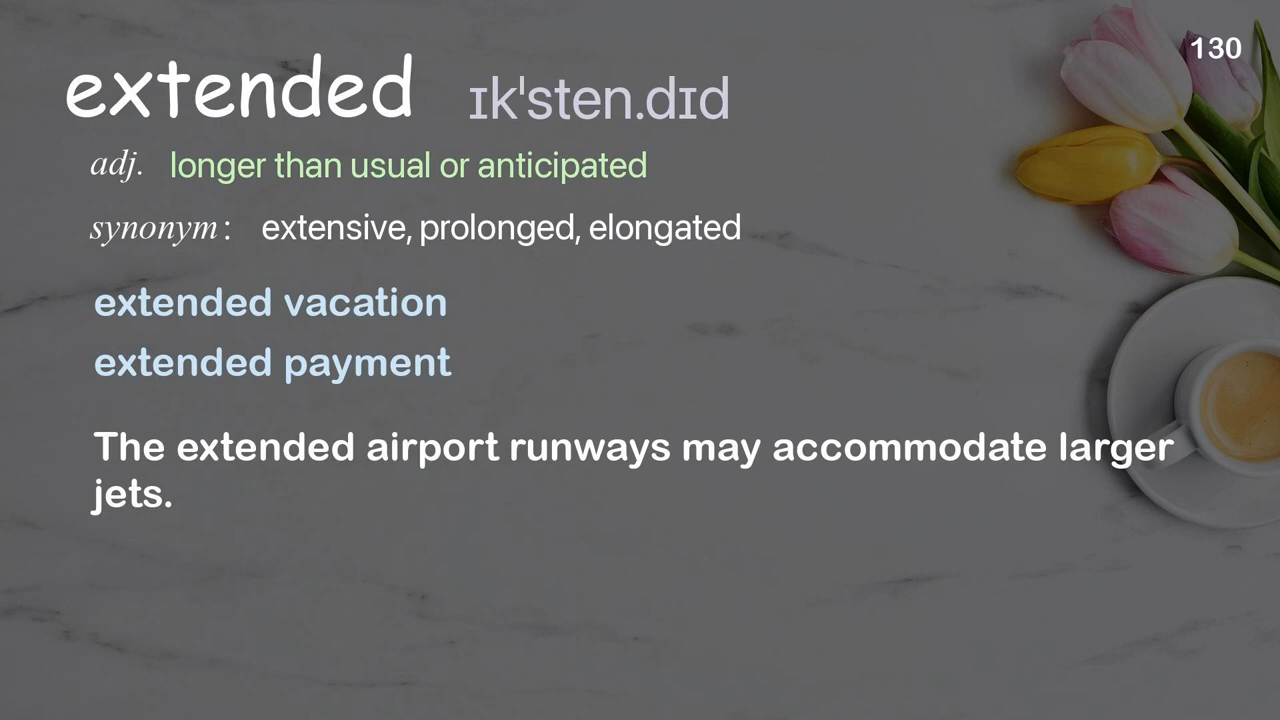 130
extended ɪkˈsten.dɪd
adj. longer than usual or anticipated
synonym: extensive, prolonged, elongated
extended vacation
extended payment
The extended airport runways may accommodate larger
jets.